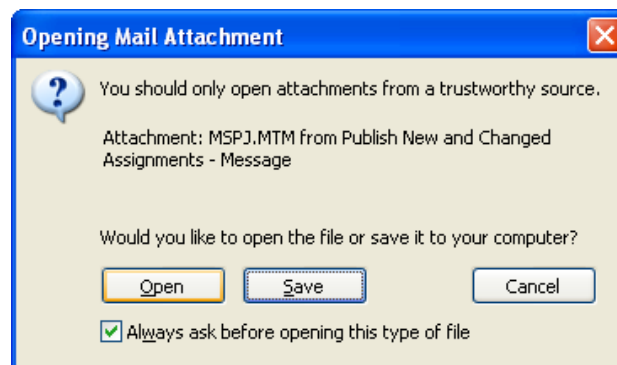 Opening Mail Attachment
You should only open attachments from a trustworthy source.
Attachment: MSPJ.MTM from Publish New and Changed
Assignments - Message
Would you like to open the file or save it to your computer?
Open Save Cancel
Always ask before opening this type of file